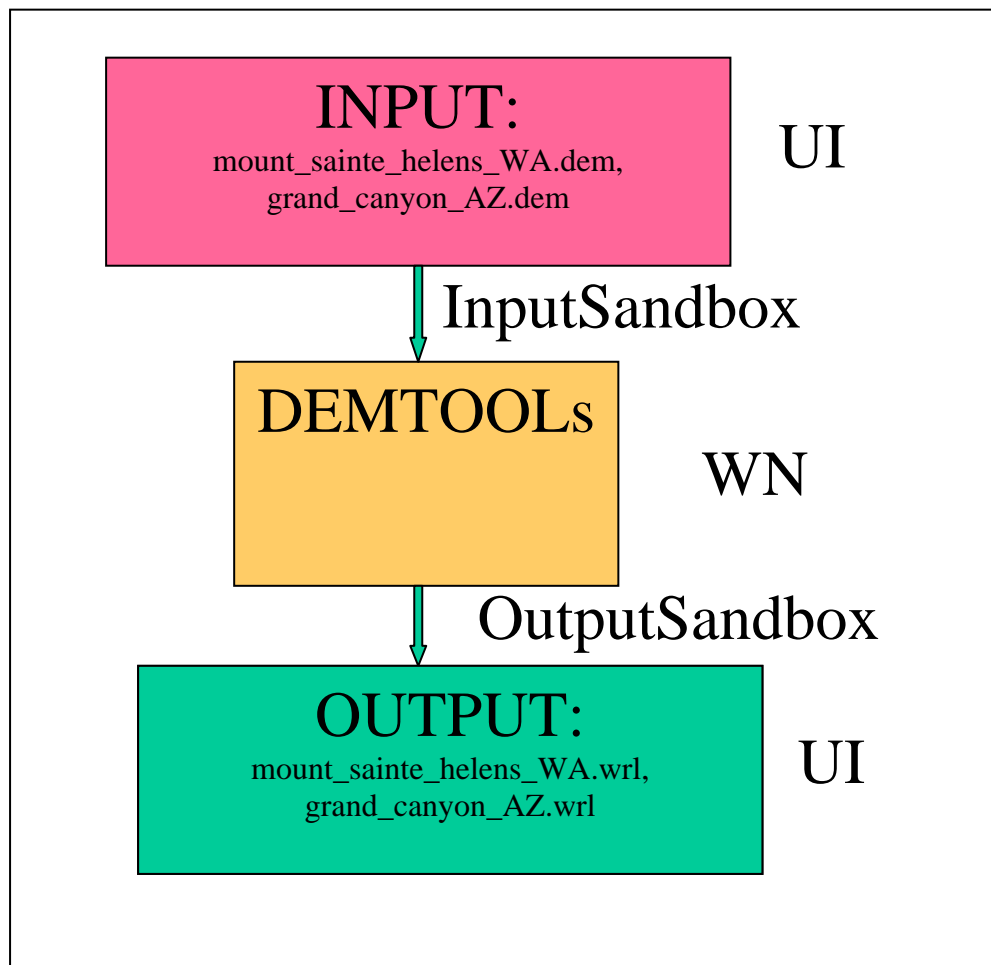 INPUT:
mount_sainte_helens_WA.dem,
grand_canyon_AZ.dem
UI
InputSandbox
DEMTOOLs
WN
OutputSandbox
OUTPUT:
mount_sainte_helens_WA.wrl,
grand_canyon_AZ.wrl
UI